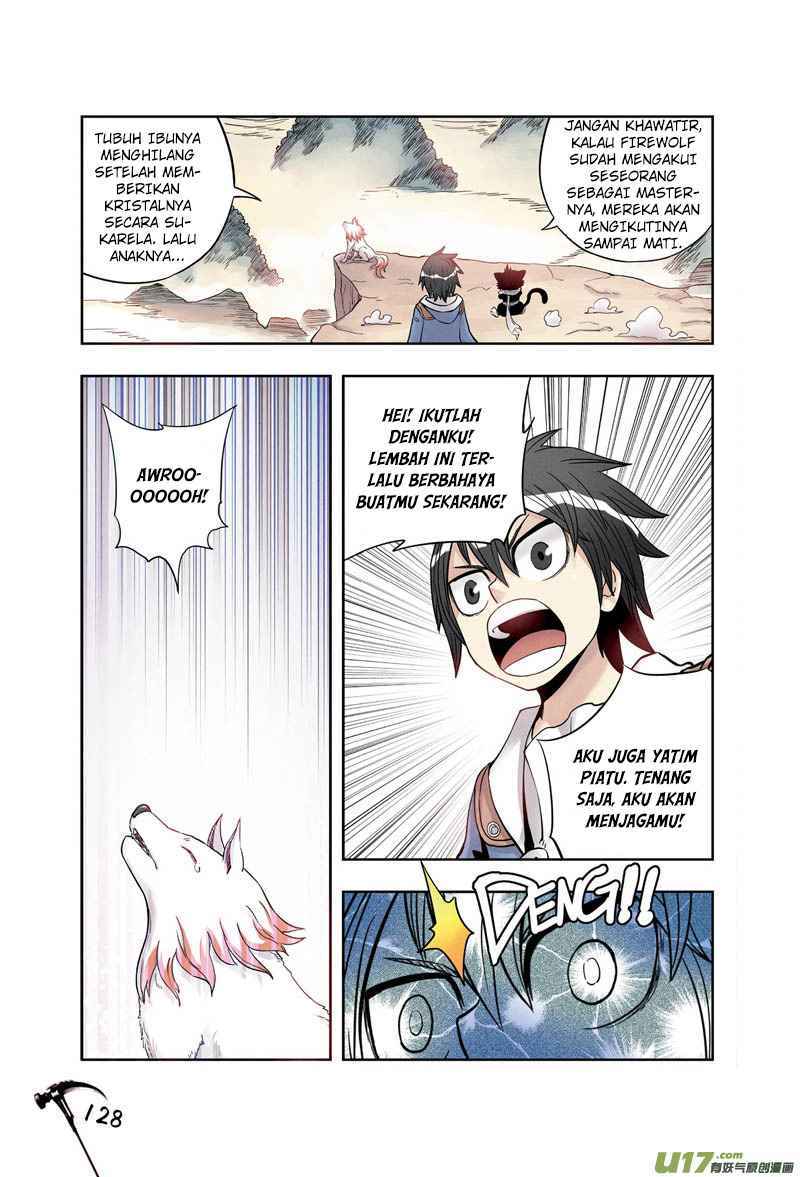 TUBUH IBUNYA
MENGHILANG
SETELAH MEM-
BERIKAN
KRISTALNYA
SECARA SU-
KARELA. LALU
ANAKNYA...
JANGAN KHAWATIR,
KALAU FIREWOLF
SUDAH MENGAKUI
SESEORANG
SEBAGAI MASTER-
NYA, MEREKA AKAN
MENGIKUTINYA
SAMPAI MATI.
AWROO-
OOOOOH!
HEI! IKUTLAH
DENGANKU!
LEMBAH INI TER-
LALU BERBAHAYA
BUATMU SEKARANG!
AKU JUGA YATIM
PIATU. TENANG
SAJA, AKU AKAN
MENJAGAMU!
DENG!!
128
U17.com
有妖气原创漫画